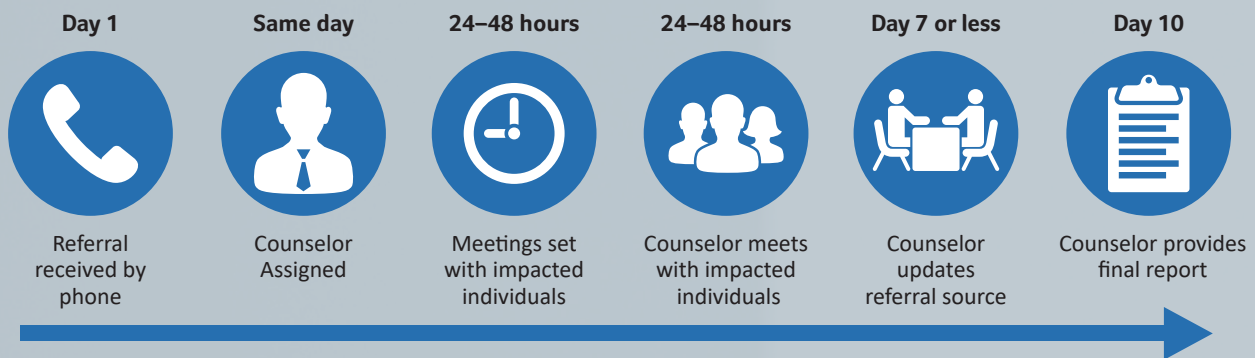 Day 1
Same day
24–48 hours
24–48 hours
Day 7 or less
Day 10
Referral
received by
phone
Counselor
Assigned
Meetings set
with impacted
individuals
Counselor meets
with impacted
individuals
Counselor
updates
referral source
Counselor provides
final report